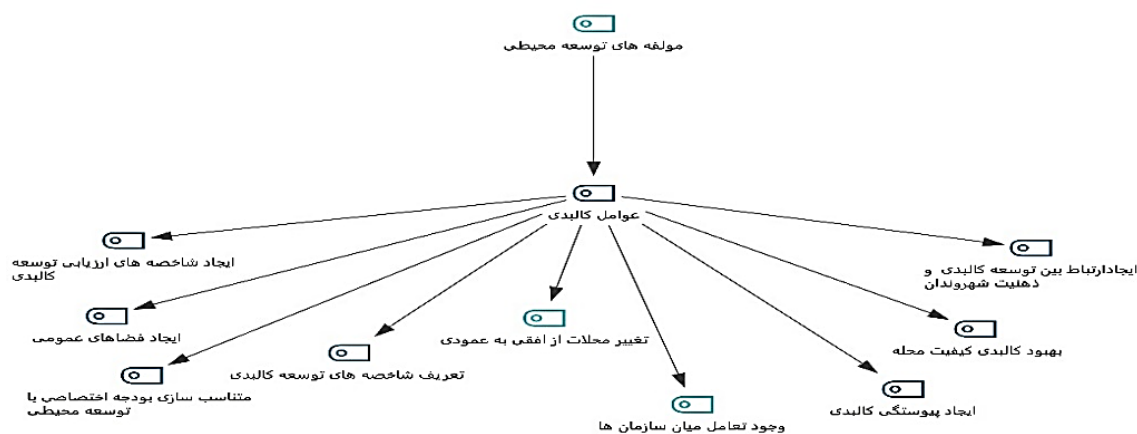 مولفه های توسعه محیطی
عوامل کالبدی
ایجاد شاخصه های ارزیابی توسعه
کالبدی
ایجادارتباط بین توسعه کالبدی و
ذهنیت شهروندان
ایجاد فضاهای عمومی
تغییر محلات از افقی به عمودی
بهبود کالبدی کیفیت محله
تعریف شاخصه های توسعه کالبدی
متناسب سازی بودجه اختصاصی با
توسعه محیطی
ایجاد پیوستگی کالبدی
وجود تعامل میان سازمان ها